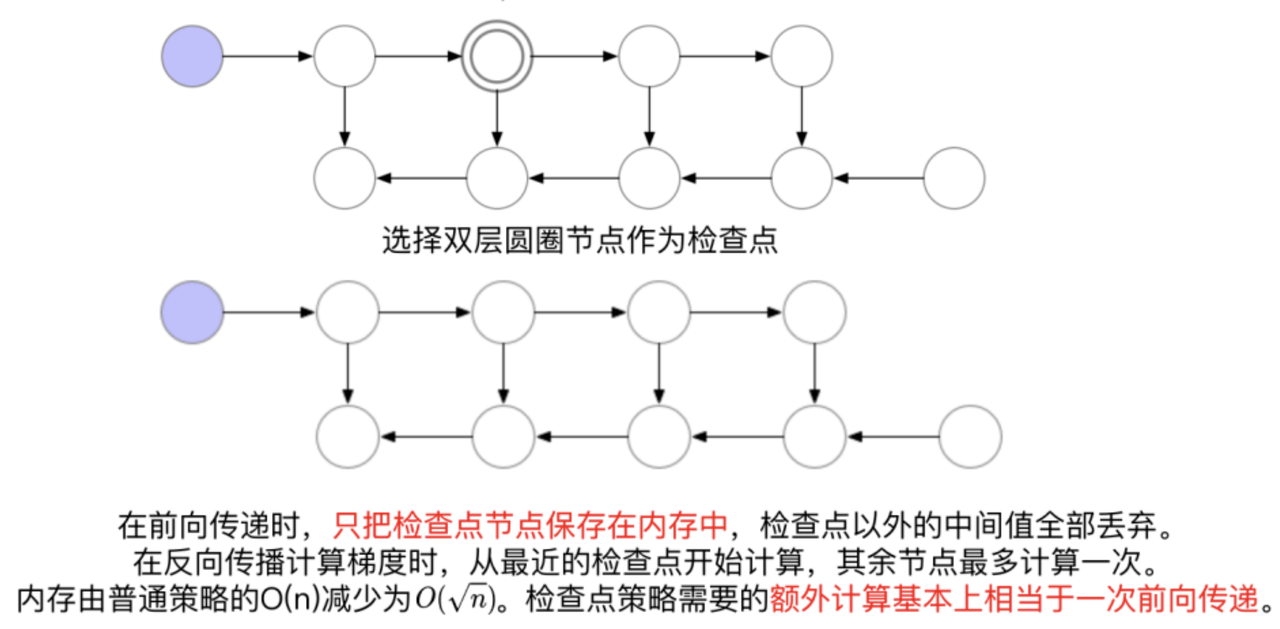 选择双层圆圈节点作为检查点
在前向传递时，只把检查点节点保存在内存中，检查点以外的中间值全部丢弃。
在反向传播计算梯度时，从最近的检查点开始计算，其余节点最多计算一次。
内存由普通策略的O(n)减少为O(√n)。检查点策略需要的额外计算基本上相当于一次前向传递。